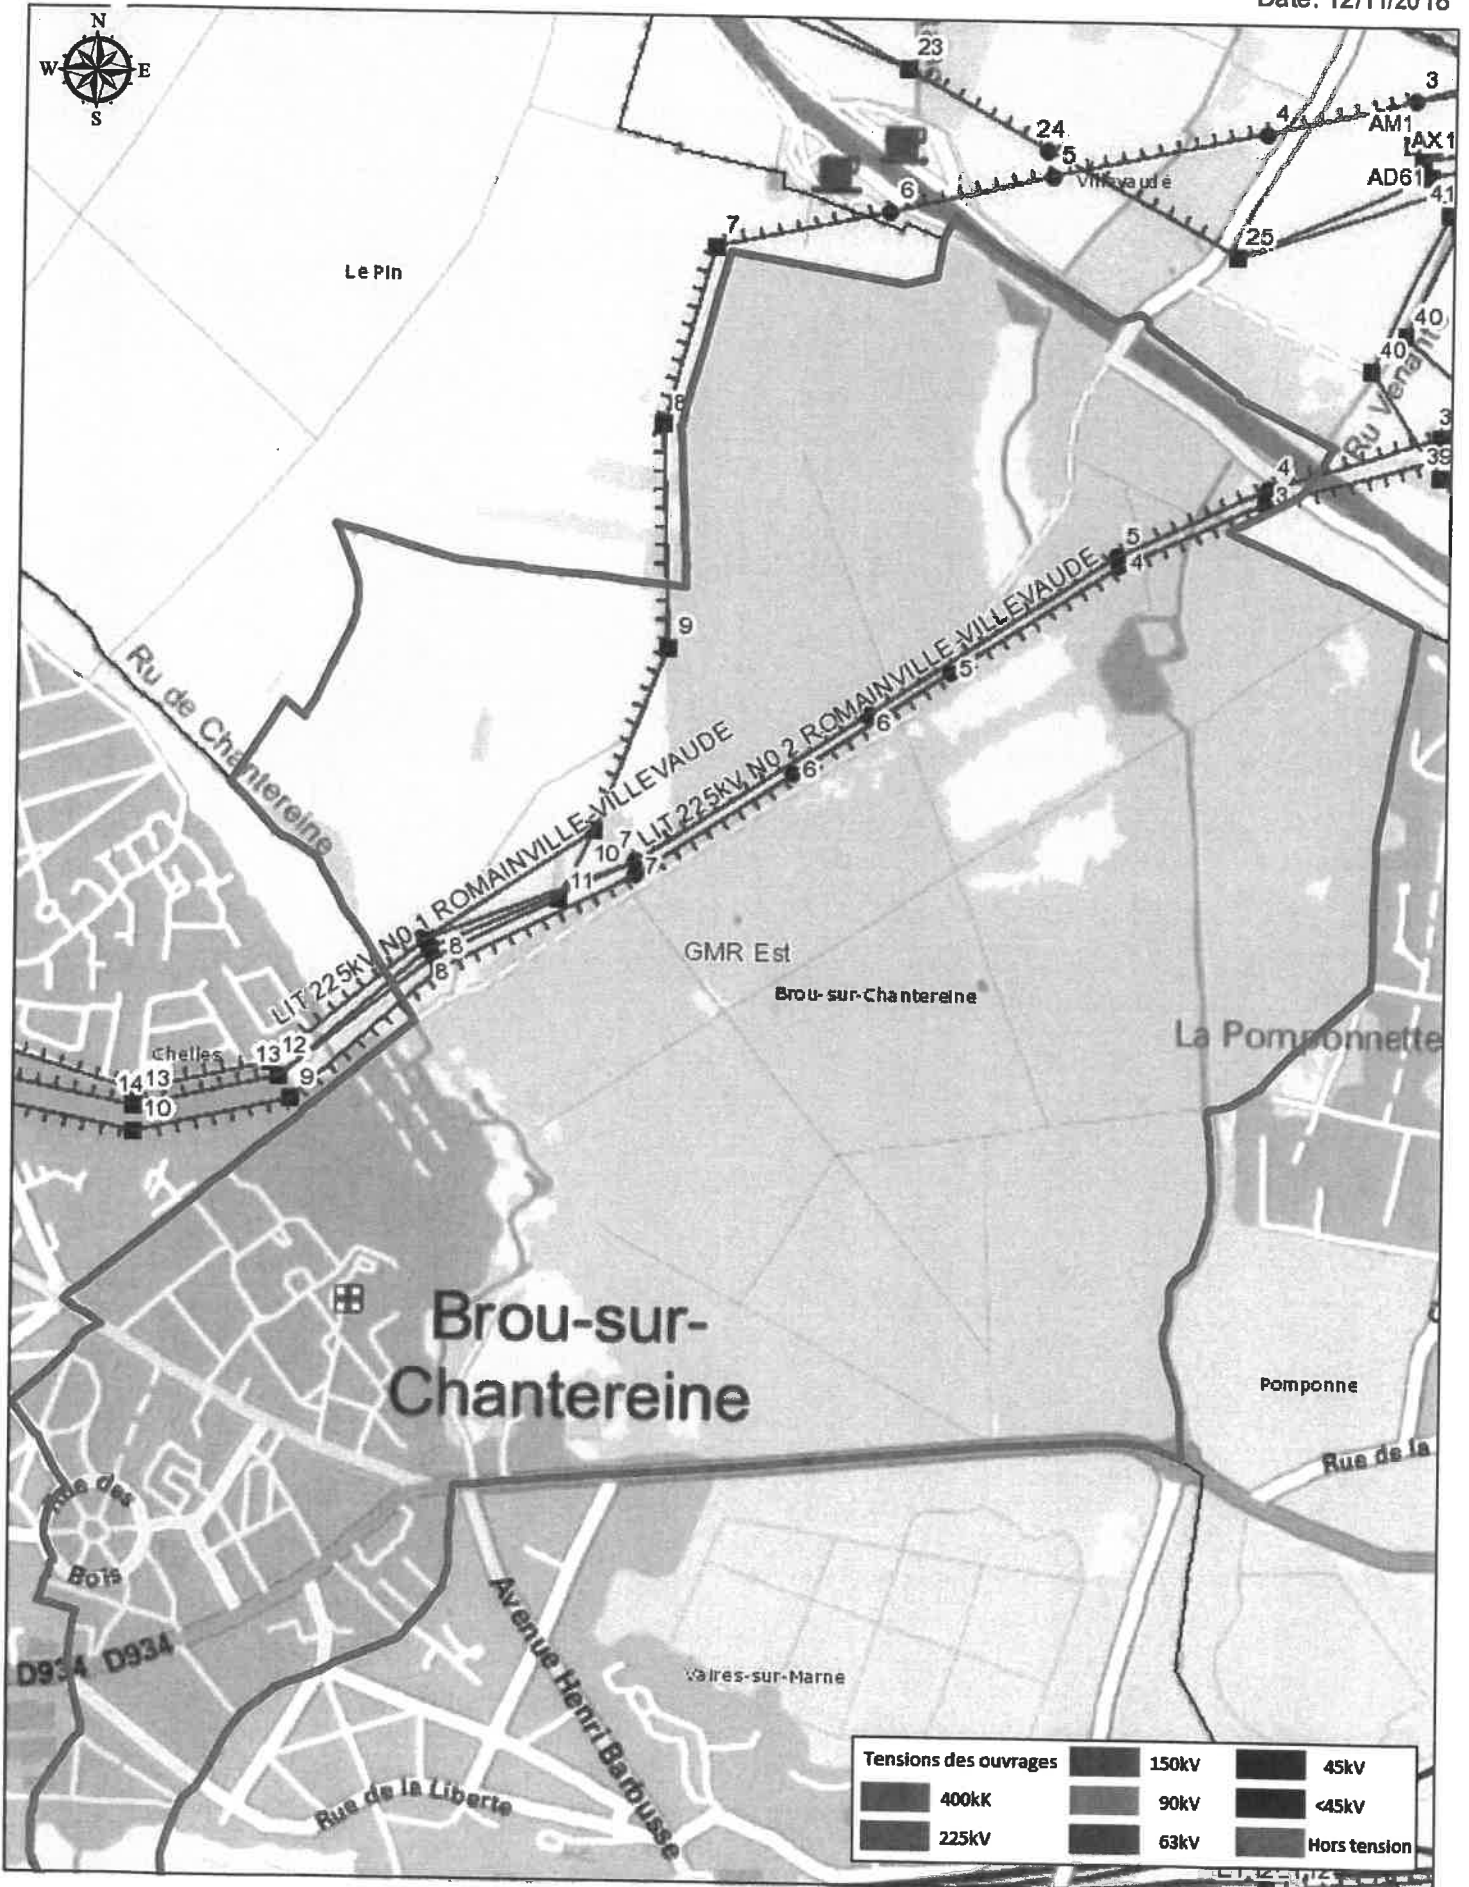 Date: 12/11/2018
N
W E
S
23
3
24
4
AM1
5
AX1
Villevaudé
AD61
6
41
7
25
Le Pin
40
40
8
Ru Venant
3
4
39
3
5
4
9
Ru de Chantereine
5
6
6
LIT 225kV N0 2 ROMAINVILLE-VILLEVAUDE
10
7
7
11
LIT 225kV N0 1 ROMAINVILLE-VILLEVAUDE
8
8
GMR Est
Brou-sur-Chantereine
La Pomponnette
Chelles
12
13
14
13
9
10
Brou-sur-
Chantereine
Pomponne
Rue de la
Rue des
Bois
D934 D934
Avenue Henri Barbusse
Vaires-sur-Marne
Rue de la Liberte
Tensions des ouvrages
400kK
225kV
150kV
90kV
63kV
45kV
<45kV
Hors tension